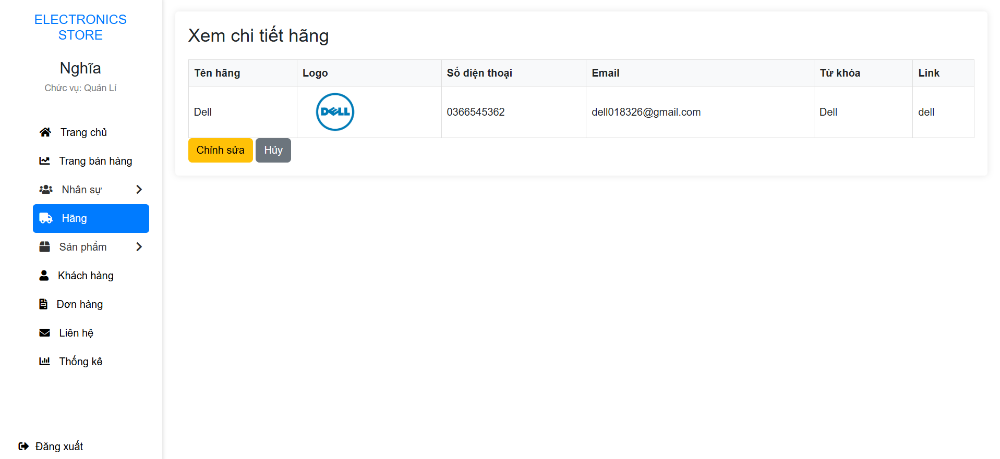 ELECTRONICS
STORE
Nghĩa
Chức vụ: Quản Lí
Trang chủ
Trang bán hàng
Nhân sự
Hãng
Sản phẩm
Khách hàng
Đơn hàng
Liên hệ
Thống kê
Đăng xuất
Xem chi tiết hãng
Tên hãng Logo Số điện thoại Email Từ khóa Link
Dell DELL 0366545362 dell018326@gmail.com Dell dell
Chỉnh sửa Hủy